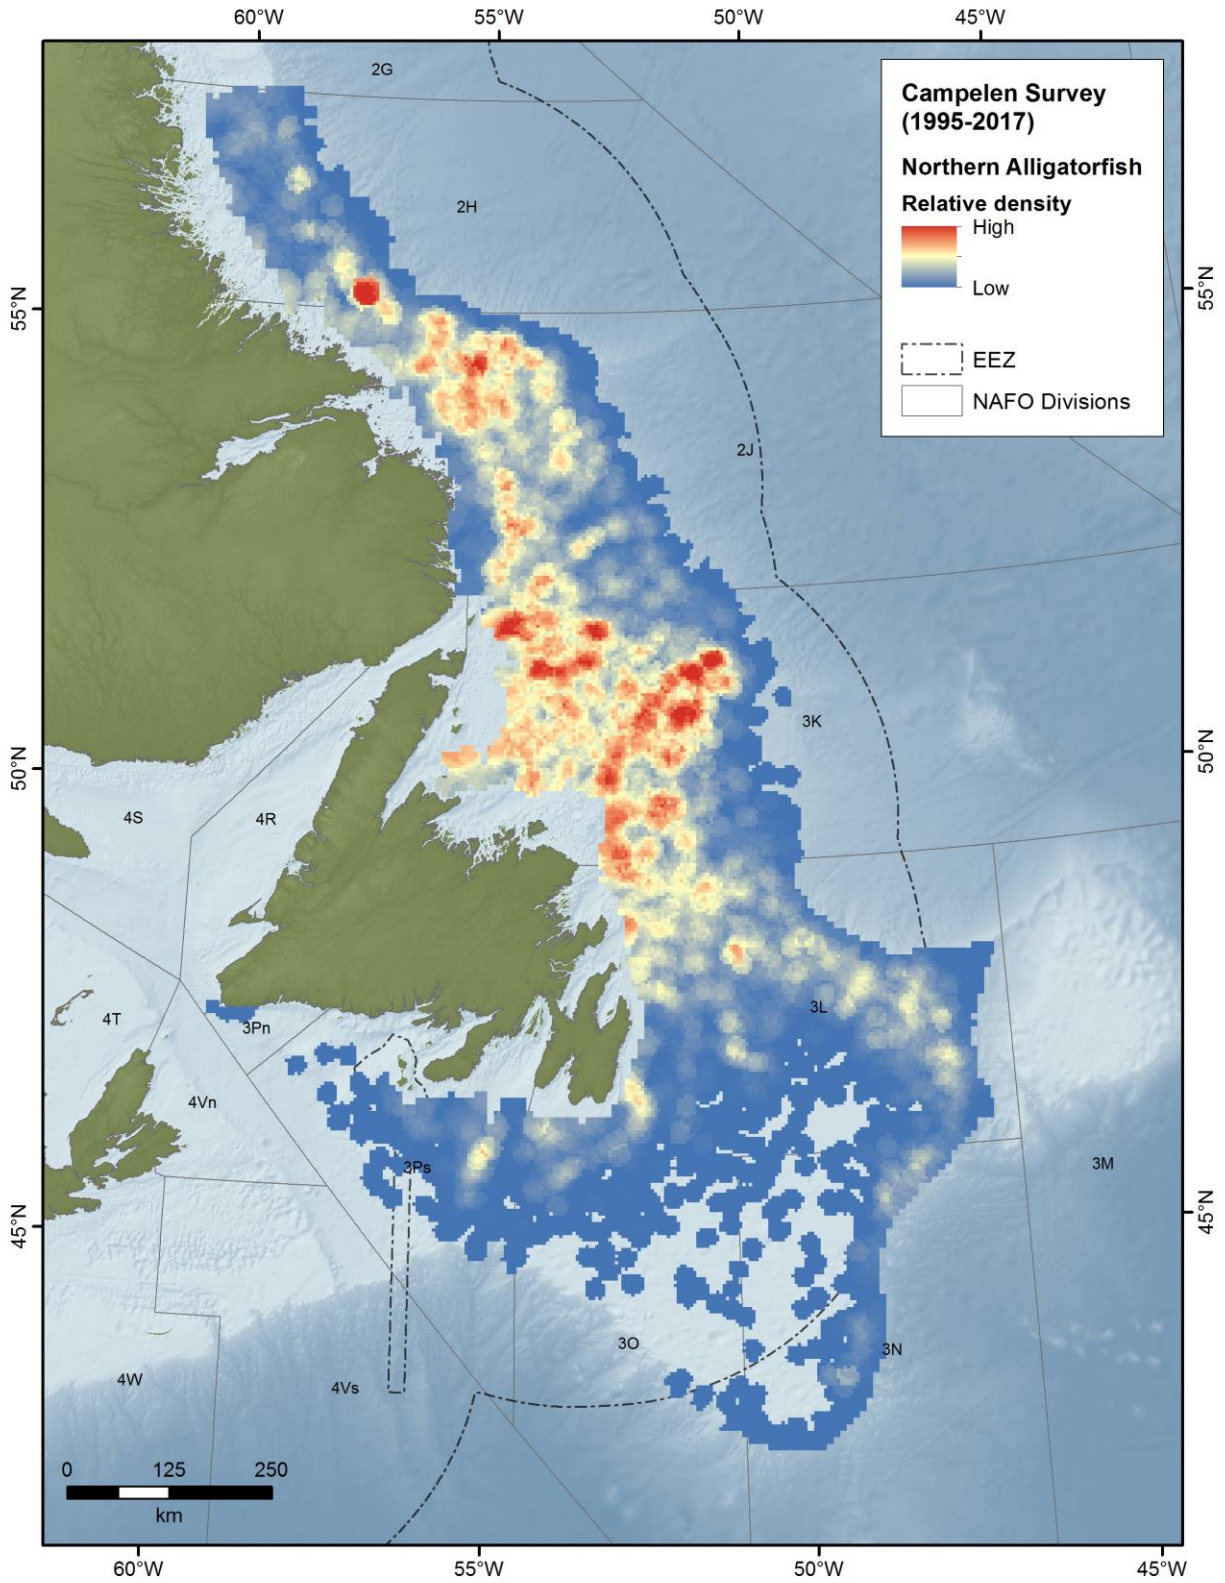 60°W 55°W 50°W 45°W
2G
Campelen Survey
(1995-2017)
Northern Alligatorfish
Relative density
High
Low
EEZ
NAFO Divisions
2H
55°N 55°N
2J
3K
50°N 50°N
4S 4R
3L
4T 3Pn
4Vn
3Ps 3M
45°N 45°N
3O 3N
4W 4Vs
0 125 250
km
60°W 55°W 50°W 45°W